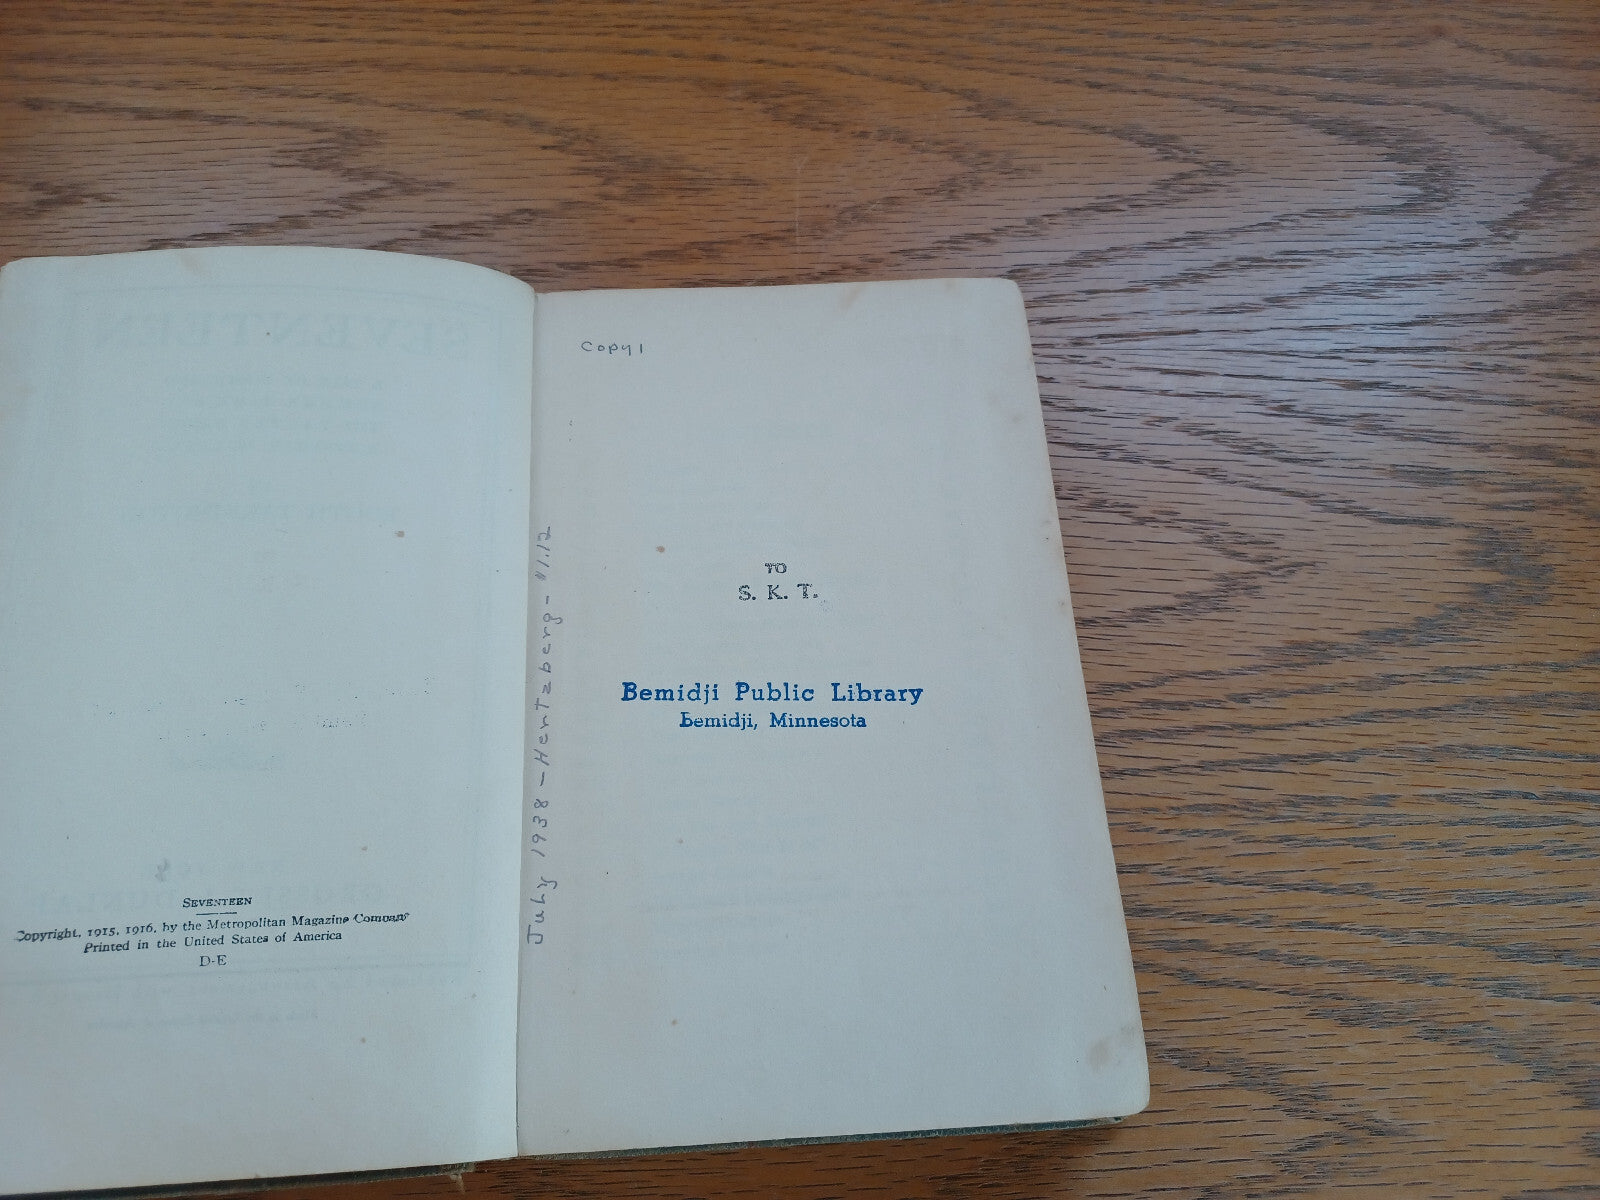 SEVENTEEN
Copyright, 1915, 1916, by the Metropolitan Magazine Company
Printed in the United States of America
D-E
Copy 1
July 1938 - Hertzberg - $1.12
TO
S. K. T.
Bemidji Public Library
Bemidji, Minnesota